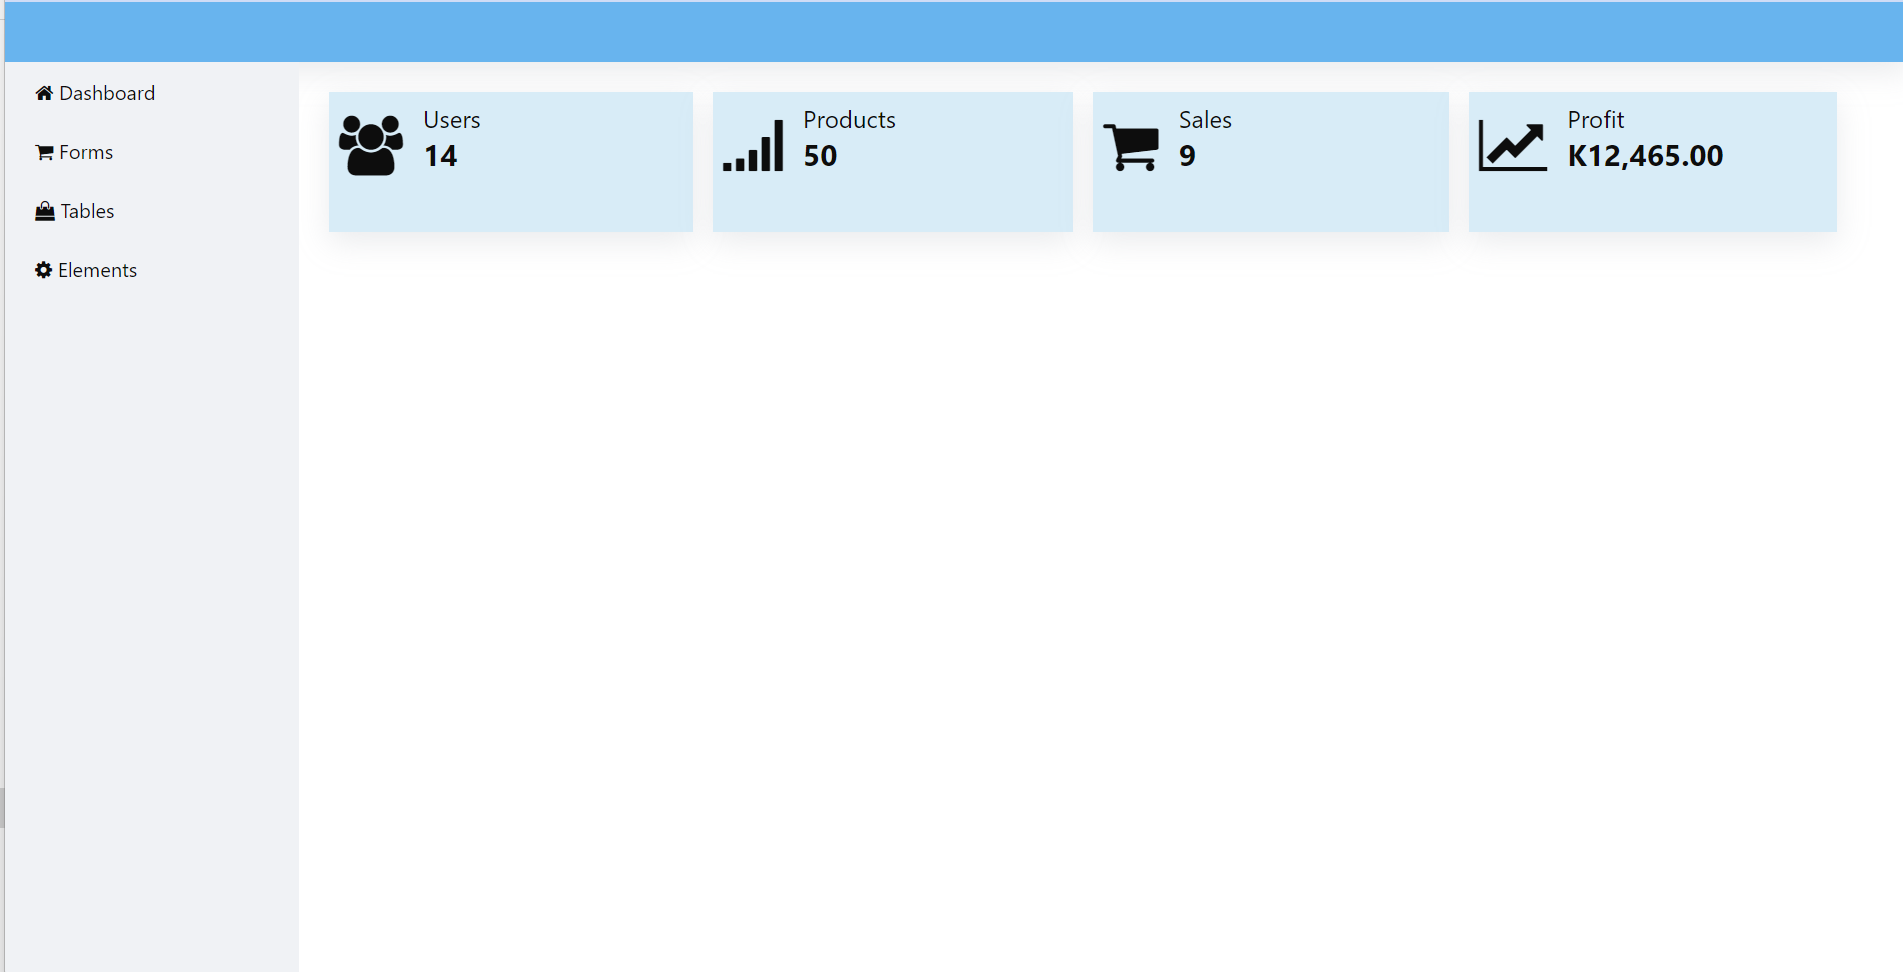 Dashboard
Forms
Tables
Elements
Users
14
Products
50
Sales
9
Profit
K12,465.00